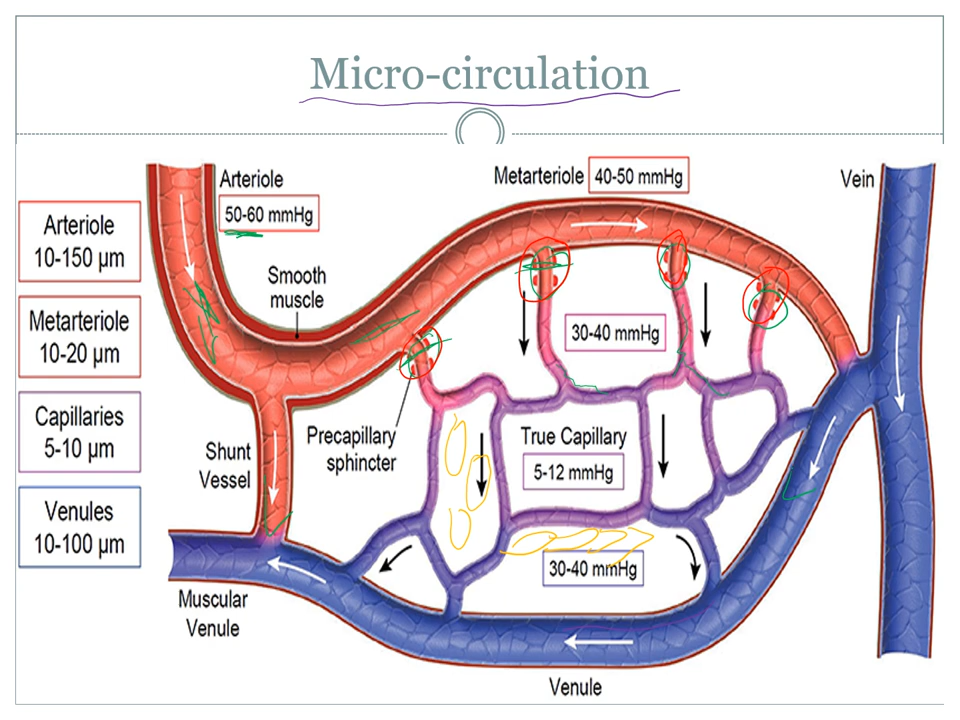 Micro-circulation
Arteriole
50-60 mmHg
Metarteriole 40-50 mmHg
Vein
Arteriole
10-150 µm
Smooth
muscle
Metarteriole
10-20 µm
30-40 mmHg
Capillaries
5-10 µm
Shunt
Vessel
Precapillary
sphincter
True Capillary
5-12 mmHg
Venules
10-100 µm
30-40 mmHg
Muscular
Venule
Venule